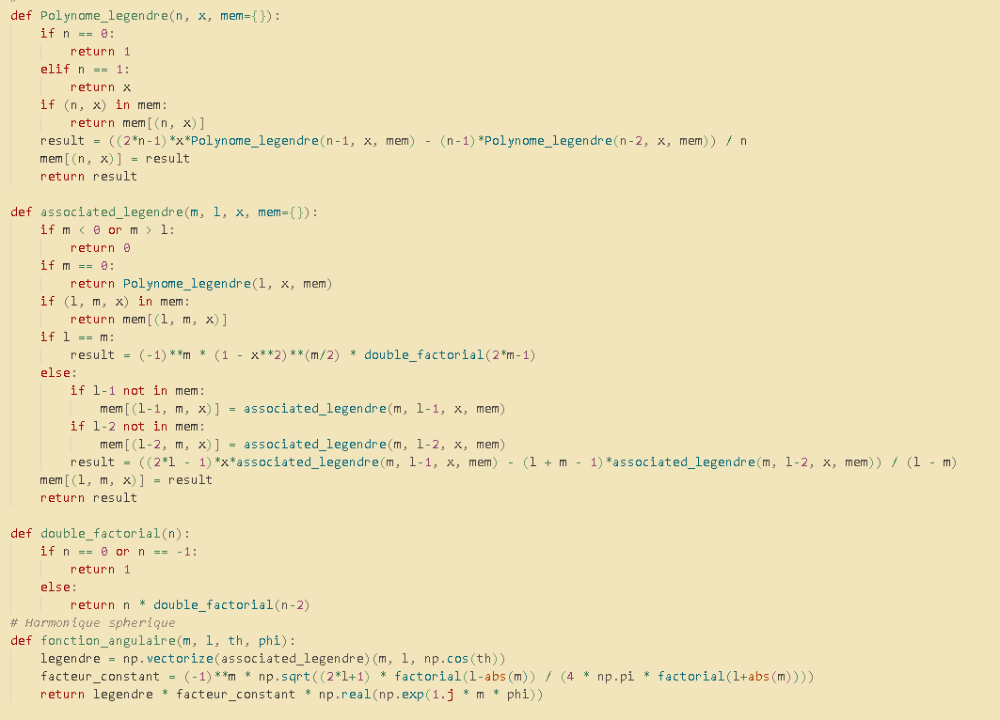 def Polynome_legendre(n, x, mem={}):
    if n == 0:
        return 1
    elif n == 1:
        return x
    if (n, x) in mem:
        return mem[(n, x)]
    result = ((2*n-1)*x*Polynome_legendre(n-1, x, mem) - (n-1)*Polynome_legendre(n-2, x, mem)) / n
    mem[(n, x)] = result
    return result

def associated_legendre(m, l, x, mem={}):
    if m < 0 or m > l:
        return 0
    if m == 0:
        return Polynome_legendre(l, x, mem)
    if (l, m, x) in mem:
        return mem[(l, m, x)]
    if l == m:
        result = (-1)**m * (1 - x**2)**(m/2) * double_factorial(2*m-1)
    else:
        if l-1 not in mem:
            mem[(l-1, m, x)] = associated_legendre(m, l-1, x, mem)
        if l-2 not in mem:
            mem[(l-2, m, x)] = associated_legendre(m, l-2, x, mem)
        result = ((2*l - 1)*x*associated_legendre(m, l-1, x, mem) - (l + m - 1)*associated_legendre(m, l-2, x, mem)) / (l - m)
    mem[(l, m, x)] = result
    return result

def double_factorial(n):
    if n == 0 or n == -1:
        return 1
    else:
        return n * double_factorial(n-2)
# Harmonique spherique
def fonction_angulaire(m, l, th, phi):
    legendre = np.vectorize(associated_legendre)(m, l, np.cos(th))
    facteur_constant = (-1)**m * np.sqrt((2*l+1) * factorial(l-abs(m)) / (4 * np.pi * factorial(l+abs(m))))
    return legendre * facteur_constant * np.real(np.exp(1.j * m * phi))